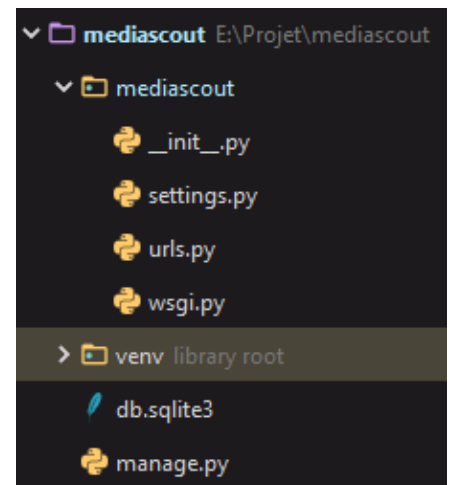 mediascout E:\Projet\mediascout
mediascout
__init__.py
settings.py
urls.py
wsgi.py
venv library root
db.sqlite3
manage.py